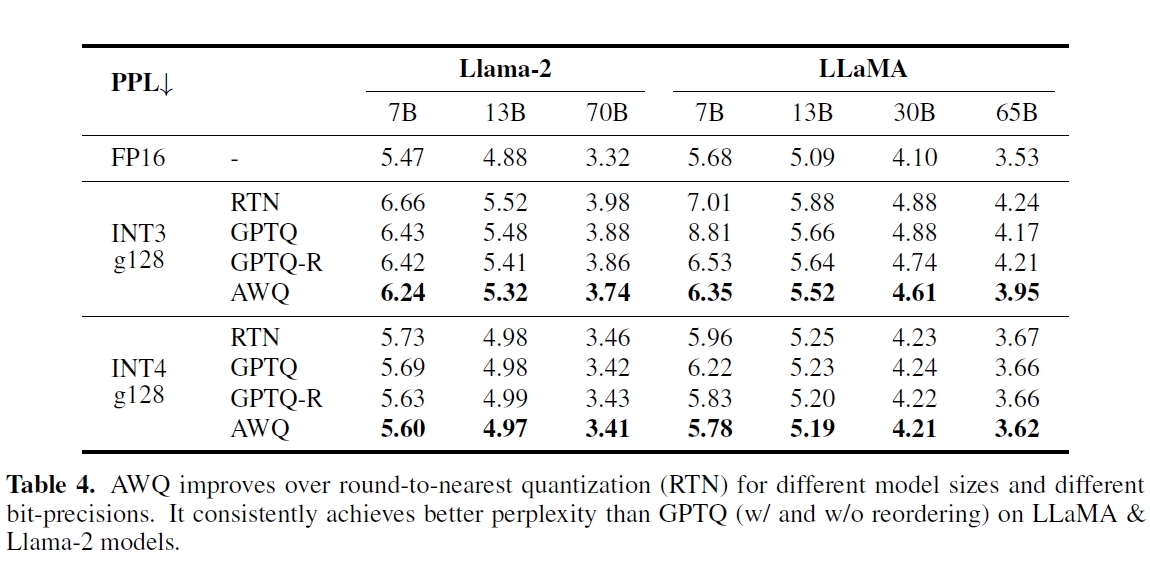 PPL↓ Llama-2 LLaMA
7B 13B 70B 7B 13B 30B 65B
FP16 - 5.47 4.88 3.32 5.68 5.09 4.10 3.53
INT3 g128
RTN 6.66 5.52 3.98 7.01 5.88 4.88 4.24
GPTQ 6.43 5.48 3.88 8.81 5.66 4.88 4.17
GPTQ-R 6.42 5.41 3.86 6.53 5.64 4.74 4.21
AWQ 6.24 5.32 3.74 6.35 5.52 4.61 3.95
INT4 g128
RTN 5.73 4.98 3.46 5.96 5.25 4.23 3.67
GPTQ 5.69 4.98 3.42 6.22 5.23 4.24 3.66
GPTQ-R 5.63 4.99 3.43 5.83 5.20 4.22 3.66
AWQ 5.60 4.97 3.41 5.78 5.19 4.21 3.62
Table 4. AWQ improves over round-to-nearest quantization (RTN) for different model sizes and different
bit-precisions. It consistently achieves better perplexity than GPTQ (w/ and w/o reordering) on LLaMA &
Llama-2 models.